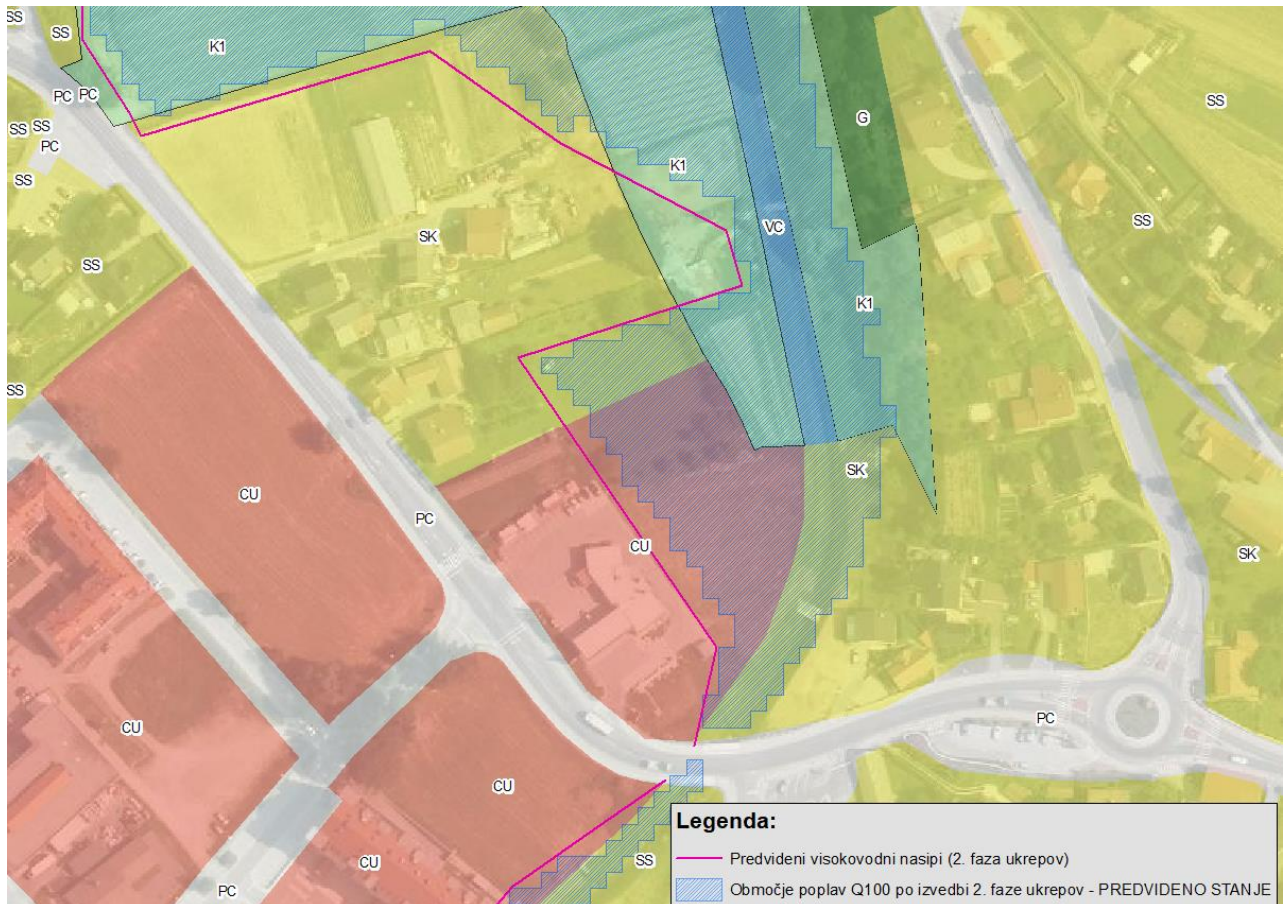 SS
SS
K1
PC
PC
G
SS
SS
SS
PC
SS
K1
SS
SK
VC
SS
K1
SS
SK
CU
PC
CU
SK
PC
CU
CU
CU
SS
PC
Legenda:
Predvideni visokovodni nasipi (2. faza ukrepov)
Območje poplav Q100 po izvedbi 2. faze ukrepov - PREDVIDENO STANJE